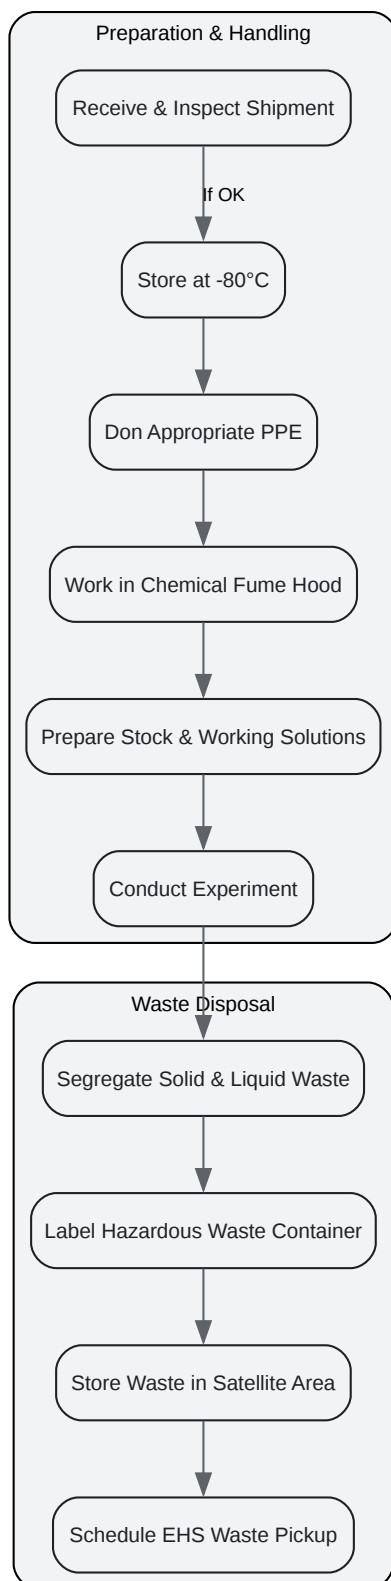 Preparation & Handling
Receive & Inspect Shipment
If OK
Store at -80°C
Don Appropriate PPE
Work in Chemical Fume Hood
Prepare Stock & Working Solutions
Conduct Experiment
Waste Disposal
Segregate Solid & Liquid Waste
Label Hazardous Waste Container
Store Waste in Satellite Area
Schedule EHS Waste Pickup